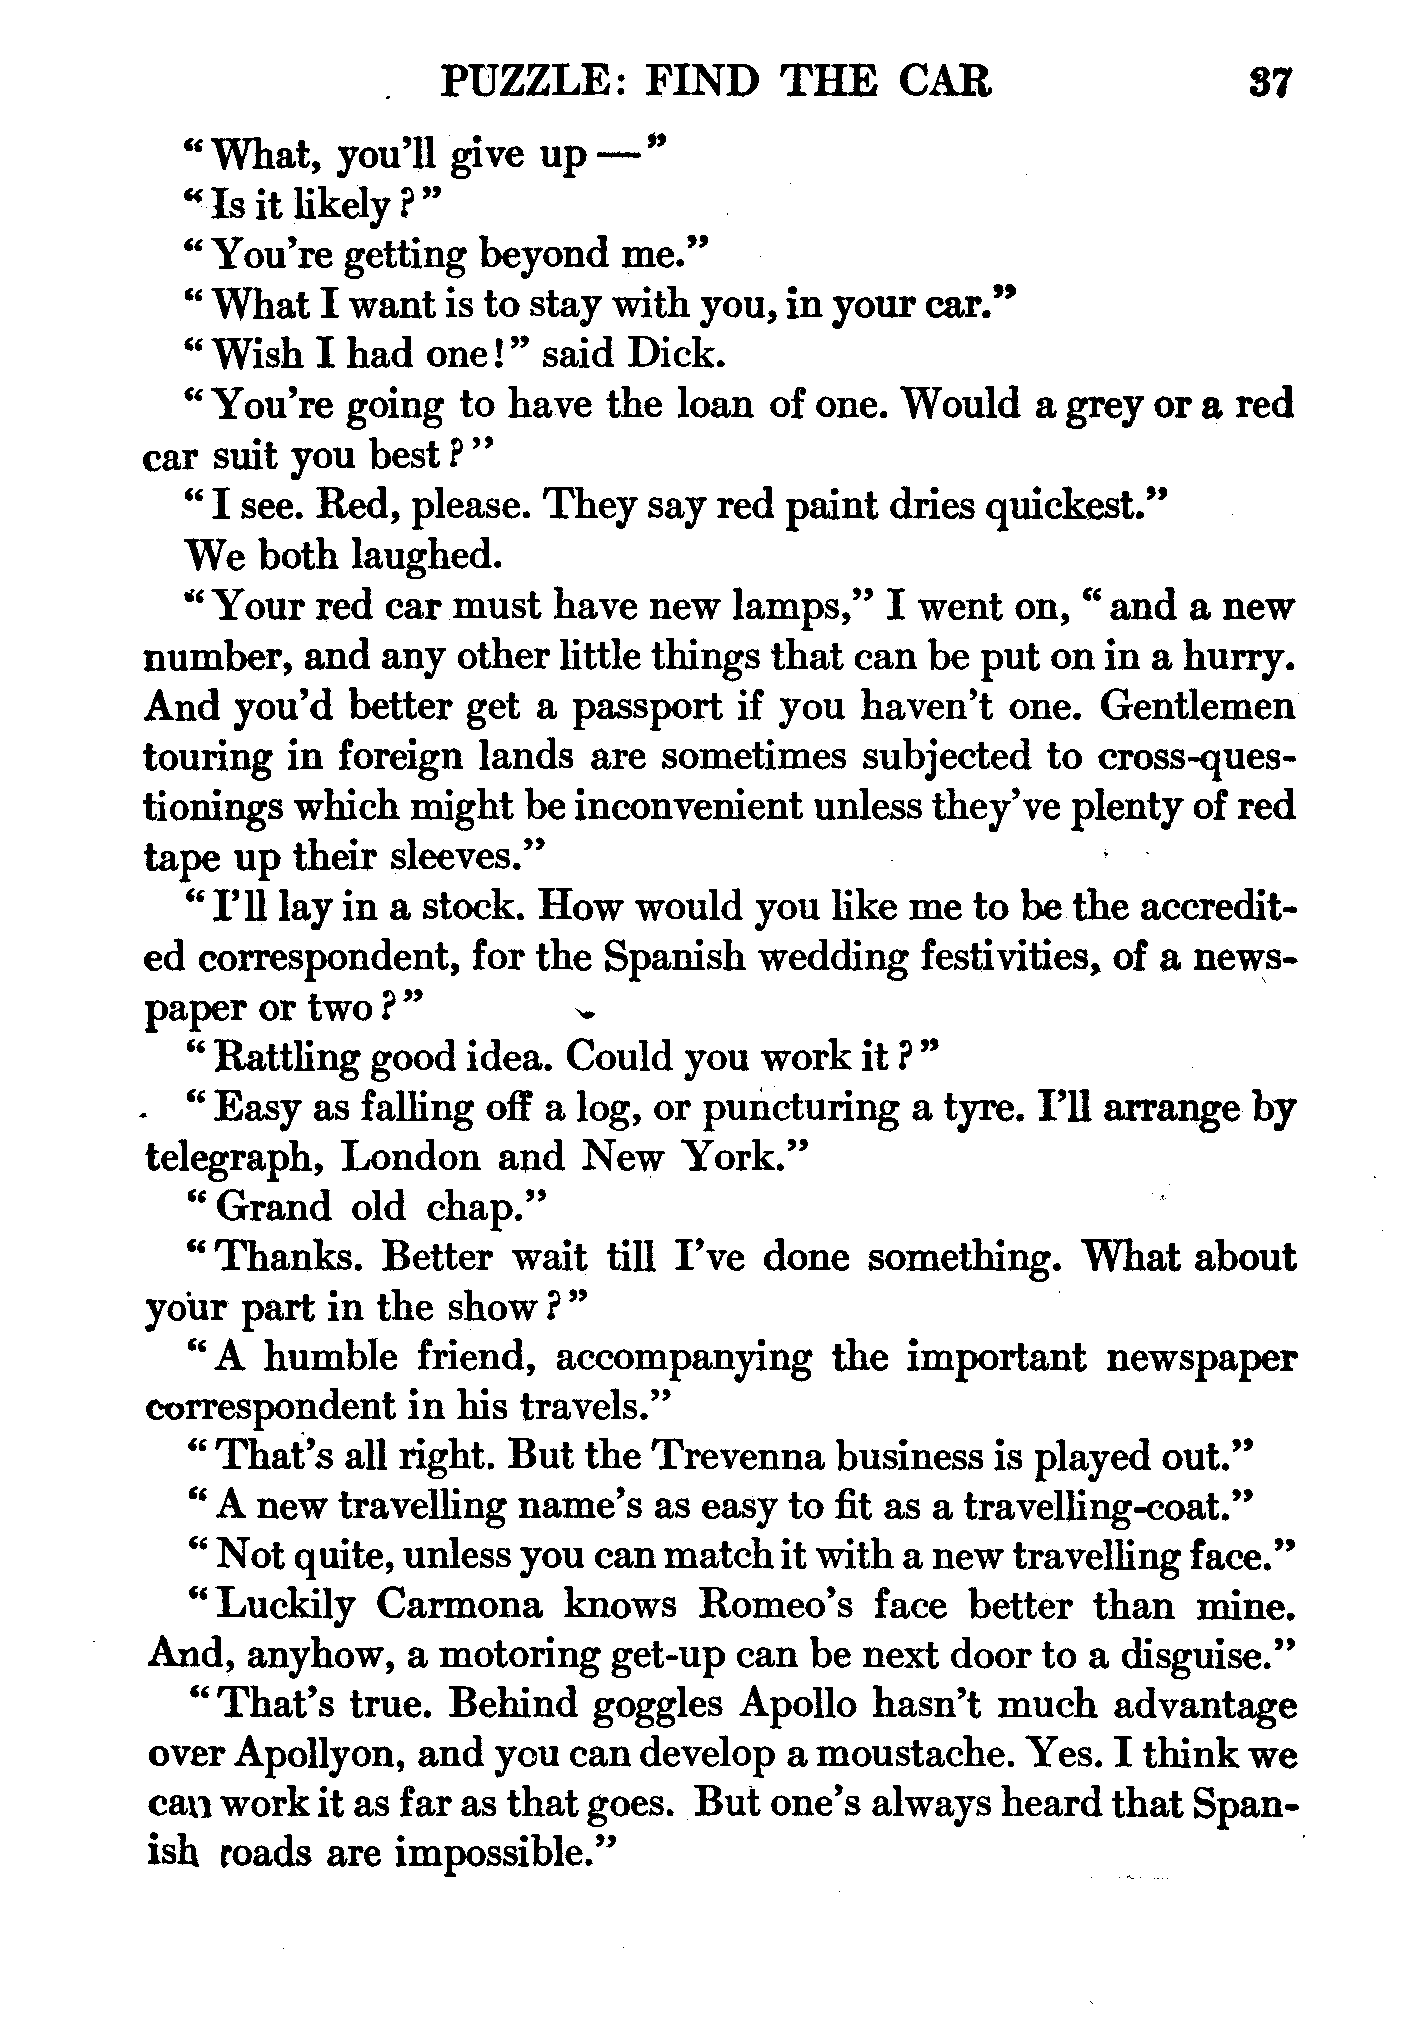 PUZZLE: FIND THE CAR 37
“What, you’ll give up —”
“Is it likely?”
“You’re getting beyond me.”
“What I want is to stay with you, in your car.”
“Wish I had one!” said Dick.
“You’re going to have the loan of one. Would a grey or a red
car suit you best?”
“I see. Red, please. They say red paint dries quickest.”
We both laughed.
“Your red car must have new lamps,” I went on, “and a new
number, and any other little things that can be put on in a hurry.
And you’d better get a passport if you haven’t one. Gentlemen
touring in foreign lands are sometimes subjected to cross-ques-
tionings which might be inconvenient unless they’ve plenty of red
tape up their sleeves.”
“I’ll lay in a stock. How would you like me to be the accredit-
ed correspondent, for the Spanish wedding festivities, of a news-
paper or two?”
“Rattling good idea. Could you work it?”
“Easy as falling off a log, or puncturing a tyre. I’ll arrange by
telegraph, London and New York.”
“Grand old chap.”
“Thanks. Better wait till I’ve done something. What about
your part in the show?”
“A humble friend, accompanying the important newspaper
correspondent in his travels.”
“That’s all right. But the Trevenna business is played out.”
“A new travelling name’s as easy to fit as a travelling-coat.”
“Not quite, unless you can match it with a new travelling face.”
“Luckily Carmona knows Romeo’s face better than mine.
And, anyhow, a motoring get-up can be next door to a disguise.”
“That’s true. Behind goggles Apollo hasn’t much advantage
over Apollyon, and you can develop a moustache. Yes. I think we
can work it as far as that goes. But one’s always heard that Span-
ish roads are impossible.”